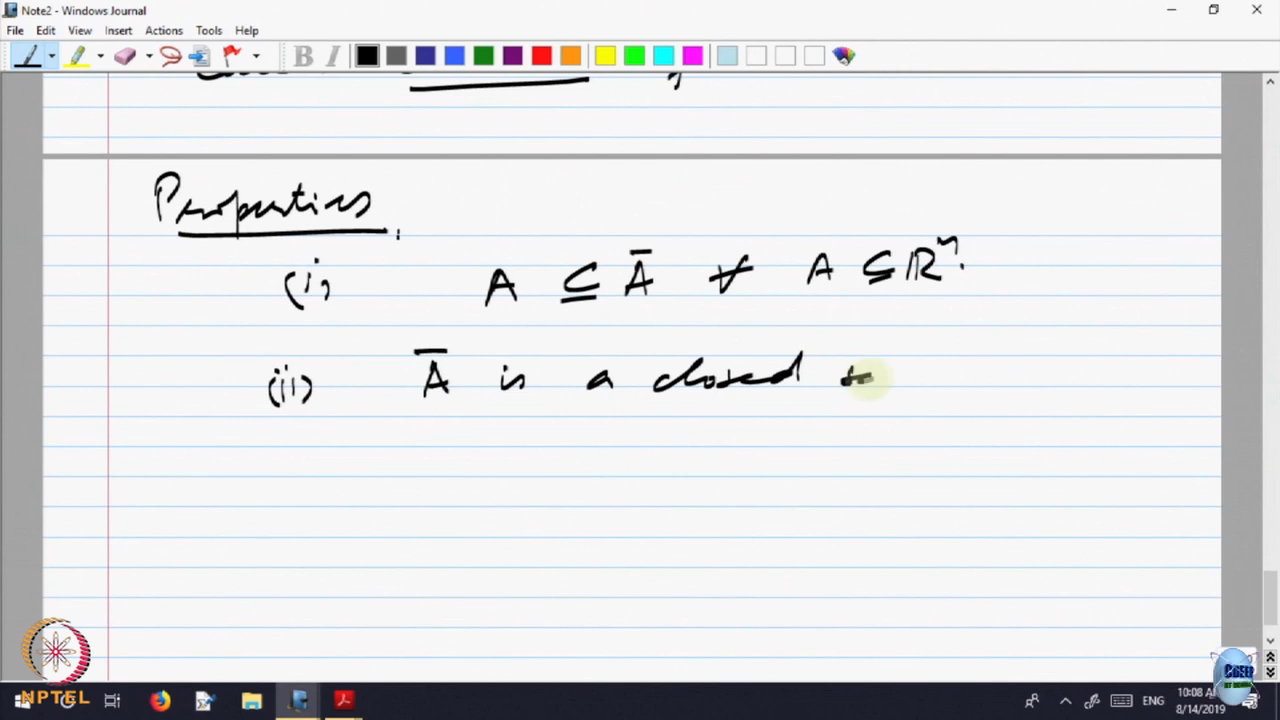 Note2 - Windows Journal
File Edit View Insert Actions Tools Help
Properties.
(i) A ⊆ Ā ∀ A ⊆ ℝⁿ.
(ii) Ā is a closed
NPTEL
ENG
10:08
8/14/2019